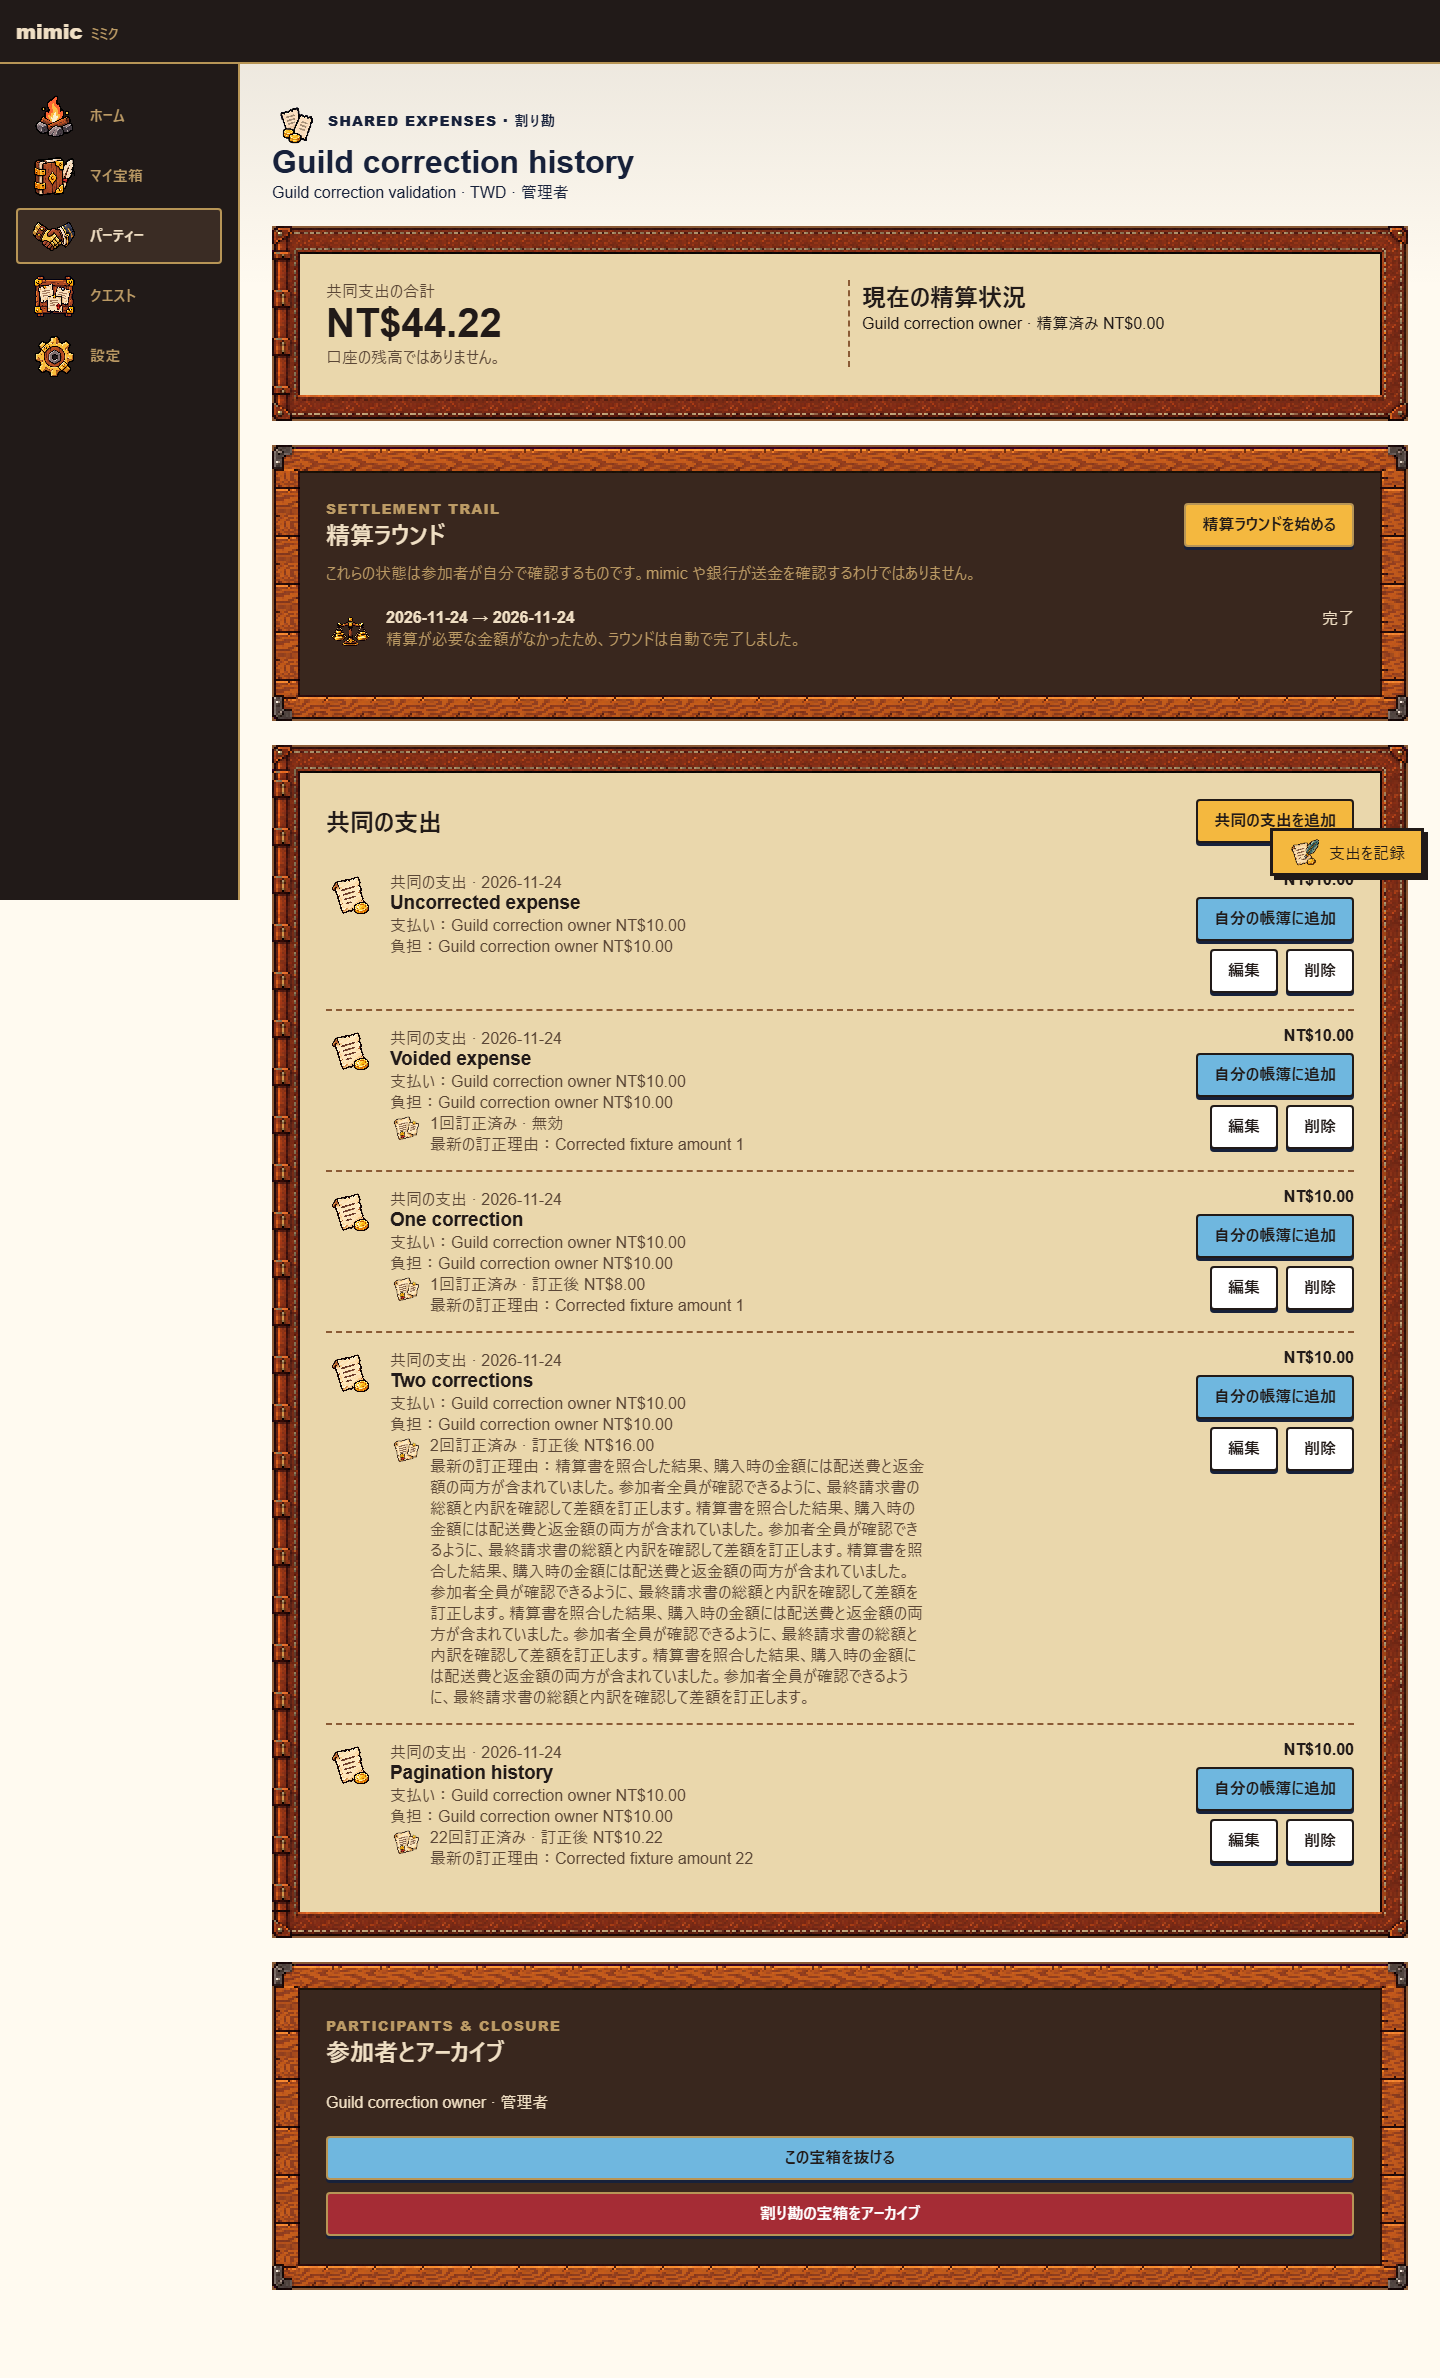 mimic ミミク
ホーム
マイ宝箱
パーティー
クエスト
設定
SHARED EXPENSES · 割り勘
Guild correction history
Guild correction validation · TWD · 管理者
共同支出の合計
NT$44.22
口座の残高ではありません。
現在の精算状況
Guild correction owner · 精算済み NT$0.00
SETTLEMENT TRAIL
精算ラウンド
精算ラウンドを始める
これらの状態は参加者が自分で確認するものです。mimic や銀行が送金を確認するわけではありません。
2026-11-24 → 2026-11-24
完了
精算が必要な金額がなかったため、ラウンドは自動で完了しました。
共同の支出
共同の支出を追加
支出を記録
共同の支出 · 2026-11-24
NT$10.00
Uncorrected expense
支払い：Guild correction owner NT$10.00
負担：Guild correction owner NT$10.00
自分の帳簿に追加
編集
削除
共同の支出 · 2026-11-24
NT$10.00
Voided expense
支払い：Guild correction owner NT$10.00
負担：Guild correction owner NT$10.00
1回訂正済み · 無効
最新の訂正理由：Corrected fixture amount 1
自分の帳簿に追加
編集
削除
共同の支出 · 2026-11-24
NT$10.00
One correction
支払い：Guild correction owner NT$10.00
負担：Guild correction owner NT$10.00
1回訂正済み · 訂正後 NT$8.00
最新の訂正理由：Corrected fixture amount 1
自分の帳簿に追加
編集
削除
共同の支出 · 2026-11-24
NT$10.00
Two corrections
支払い：Guild correction owner NT$10.00
負担：Guild correction owner NT$10.00
自分の帳簿に追加
編集
削除
2回訂正済み · 訂正後 NT$16.00
最新の訂正理由：精算書を照合した結果、購入時の金額には配送費と返金
額の両方が含まれていました。参加者全員が確認できるように、最終請求書の
総額と内訳を確認して差額を訂正します。精算書を照合した結果、購入時の
金額には配送費と返金額の両方が含まれていました。参加者全員が確認でき
るように、最終請求書の総額と内訳を確認して差額を訂正します。精算書を照
合した結果、購入時の金額には配送費と返金額の両方が含まれていました。
参加者全員が確認できるように、最終請求書の総額と内訳を確認して差額を
訂正します。精算書を照合した結果、購入時の金額には配送費と返金額の両
方が含まれていました。参加者全員が確認できるように、最終請求書の総額と
内訳を確認して差額を訂正します。精算書を照合した結果、購入時の金額に
は配送費と返金額の両方が含まれていました。参加者全員が確認できるよう
に、最終請求書の総額と内訳を確認して差額を訂正します。
共同の支出 · 2026-11-24
NT$10.00
Pagination history
支払い：Guild correction owner NT$10.00
負担：Guild correction owner NT$10.00
22回訂正済み · 訂正後 NT$10.22
最新の訂正理由：Corrected fixture amount 22
自分の帳簿に追加
編集
削除
PARTICIPANTS & CLOSURE
参加者とアーカイブ
Guild correction owner · 管理者
この宝箱を抜ける
割り勘の宝箱をアーカイブ